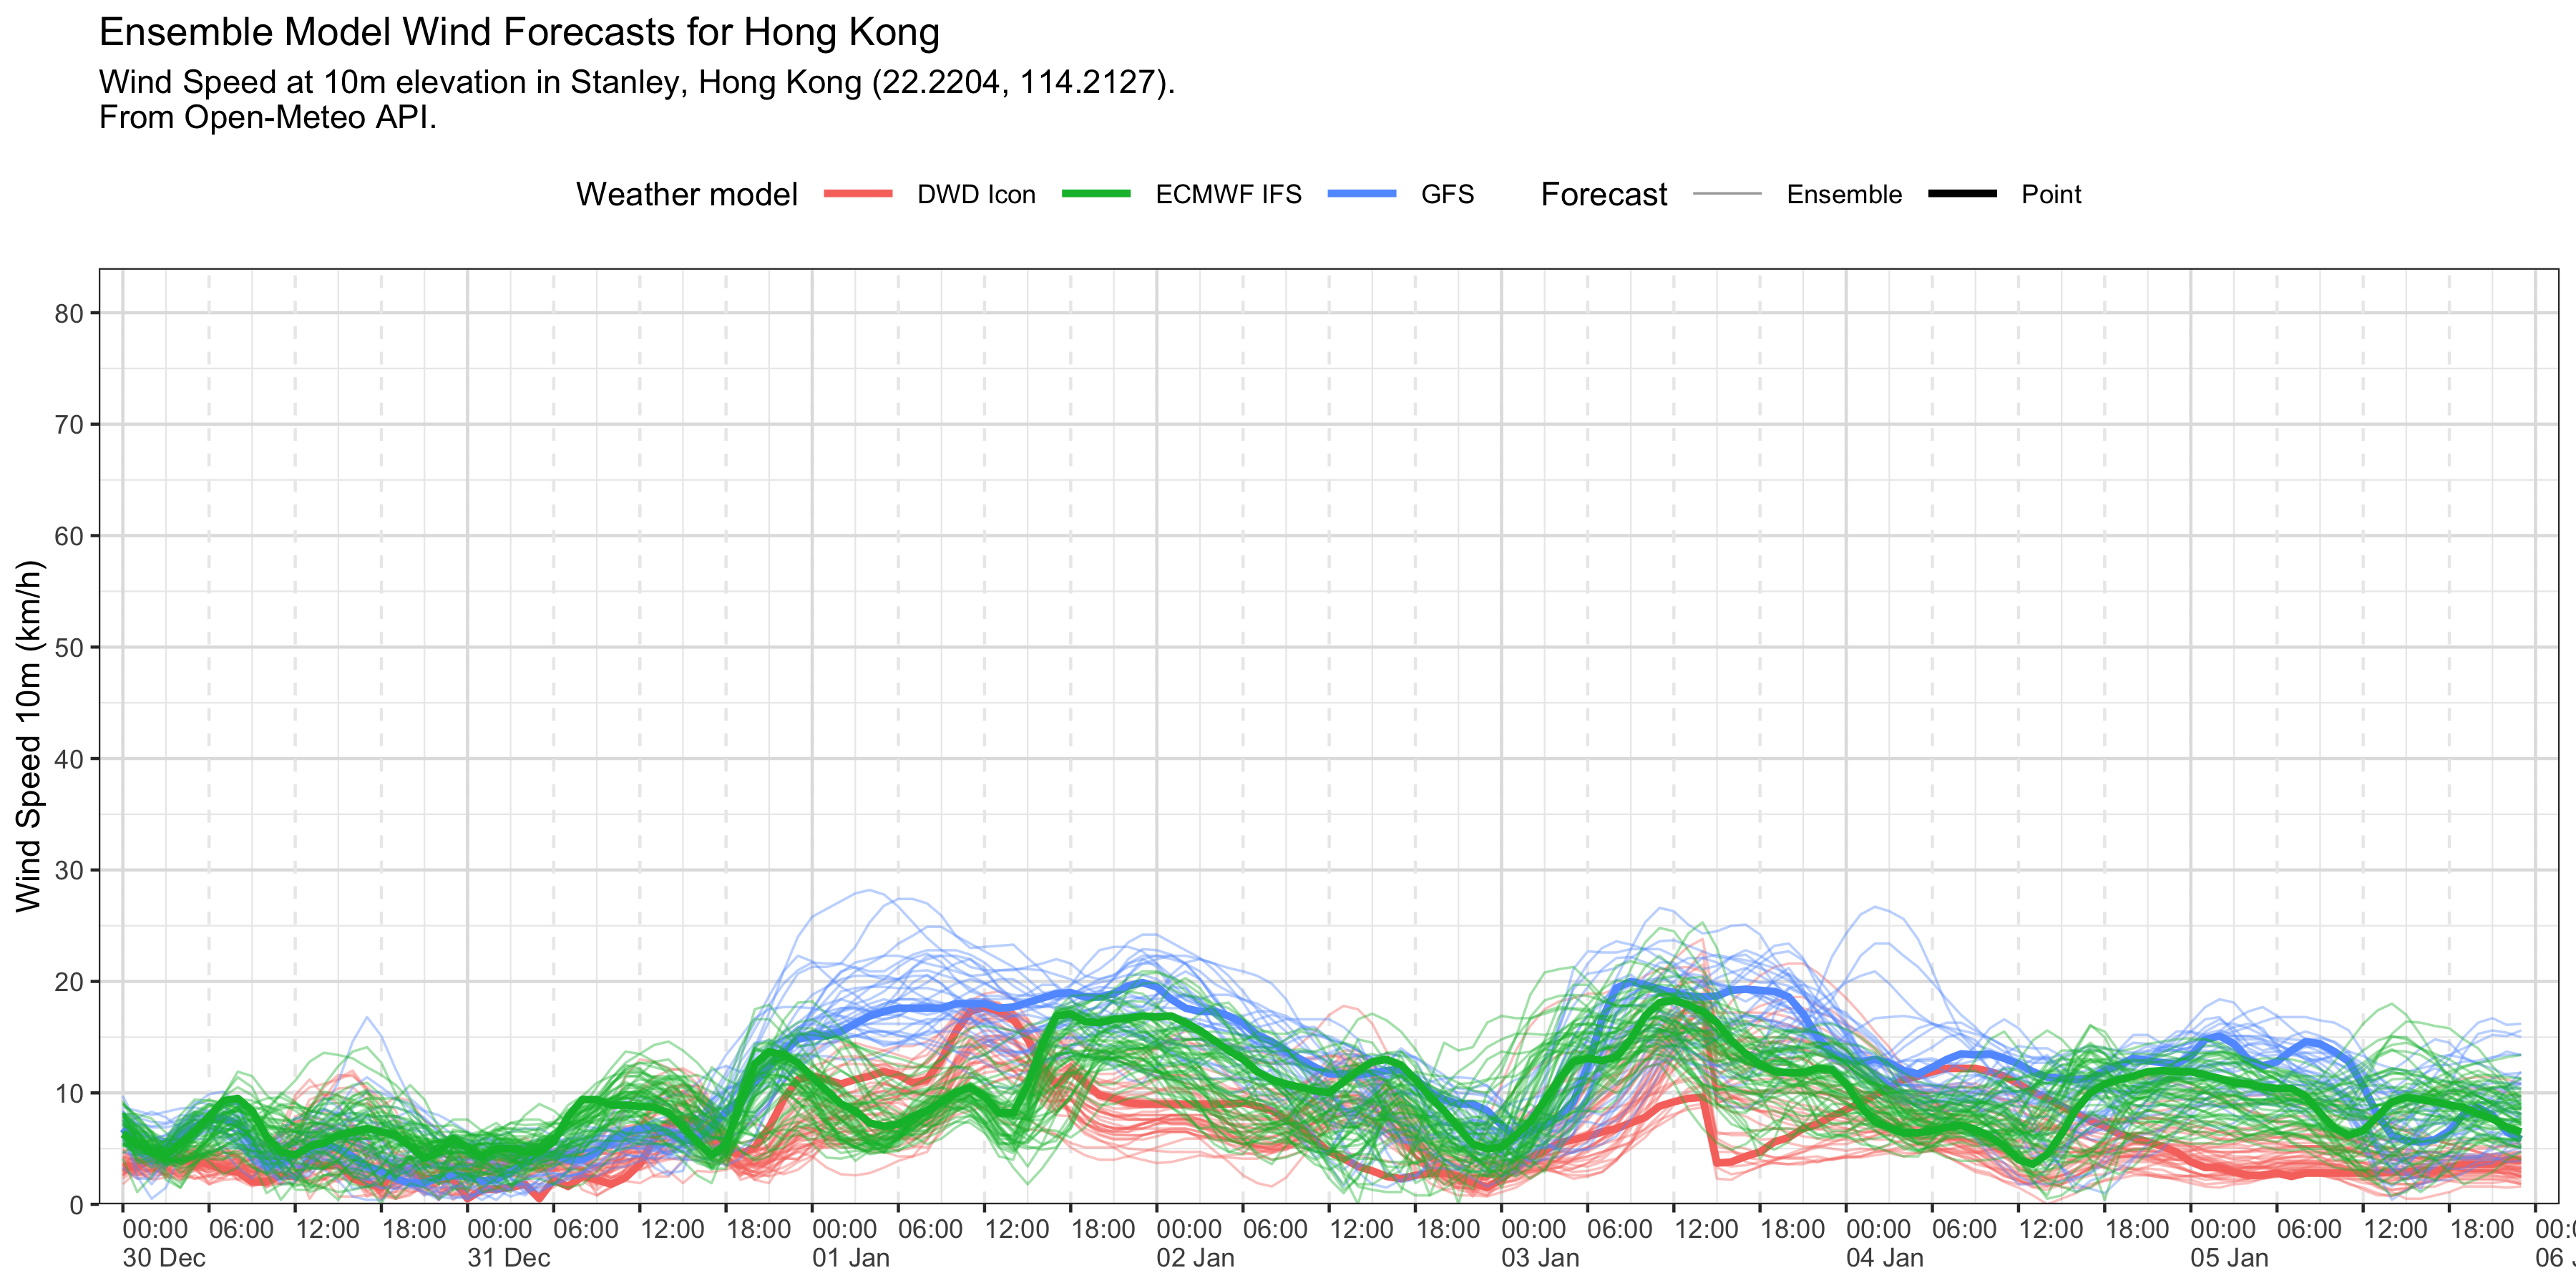 Ensemble Model Wind Forecasts for Hong Kong
Wind Speed at 10m elevation in Stanley, Hong Kong (22.2204, 114.2127).
From Open-Meteo API.
Weather model DWD Icon ECMWF IFS GFS Forecast Ensemble Point
Wind Speed 10m (km/h)
80
70
60
50
40
30
20
10
0
00:00 06:00 12:00 18:00 00:00 06:00 12:00 18:00 00:00 06:00 12:00 18:00 00:00 06:00 12:00 18:00 00:00 06:00 12:00 18:00 00:00 06:00 12:00 18:00 00:00 06:00 12:00 18:00
30 Dec 31 Dec 01 Jan 02 Jan 03 Jan 04 Jan 05 Jan 06